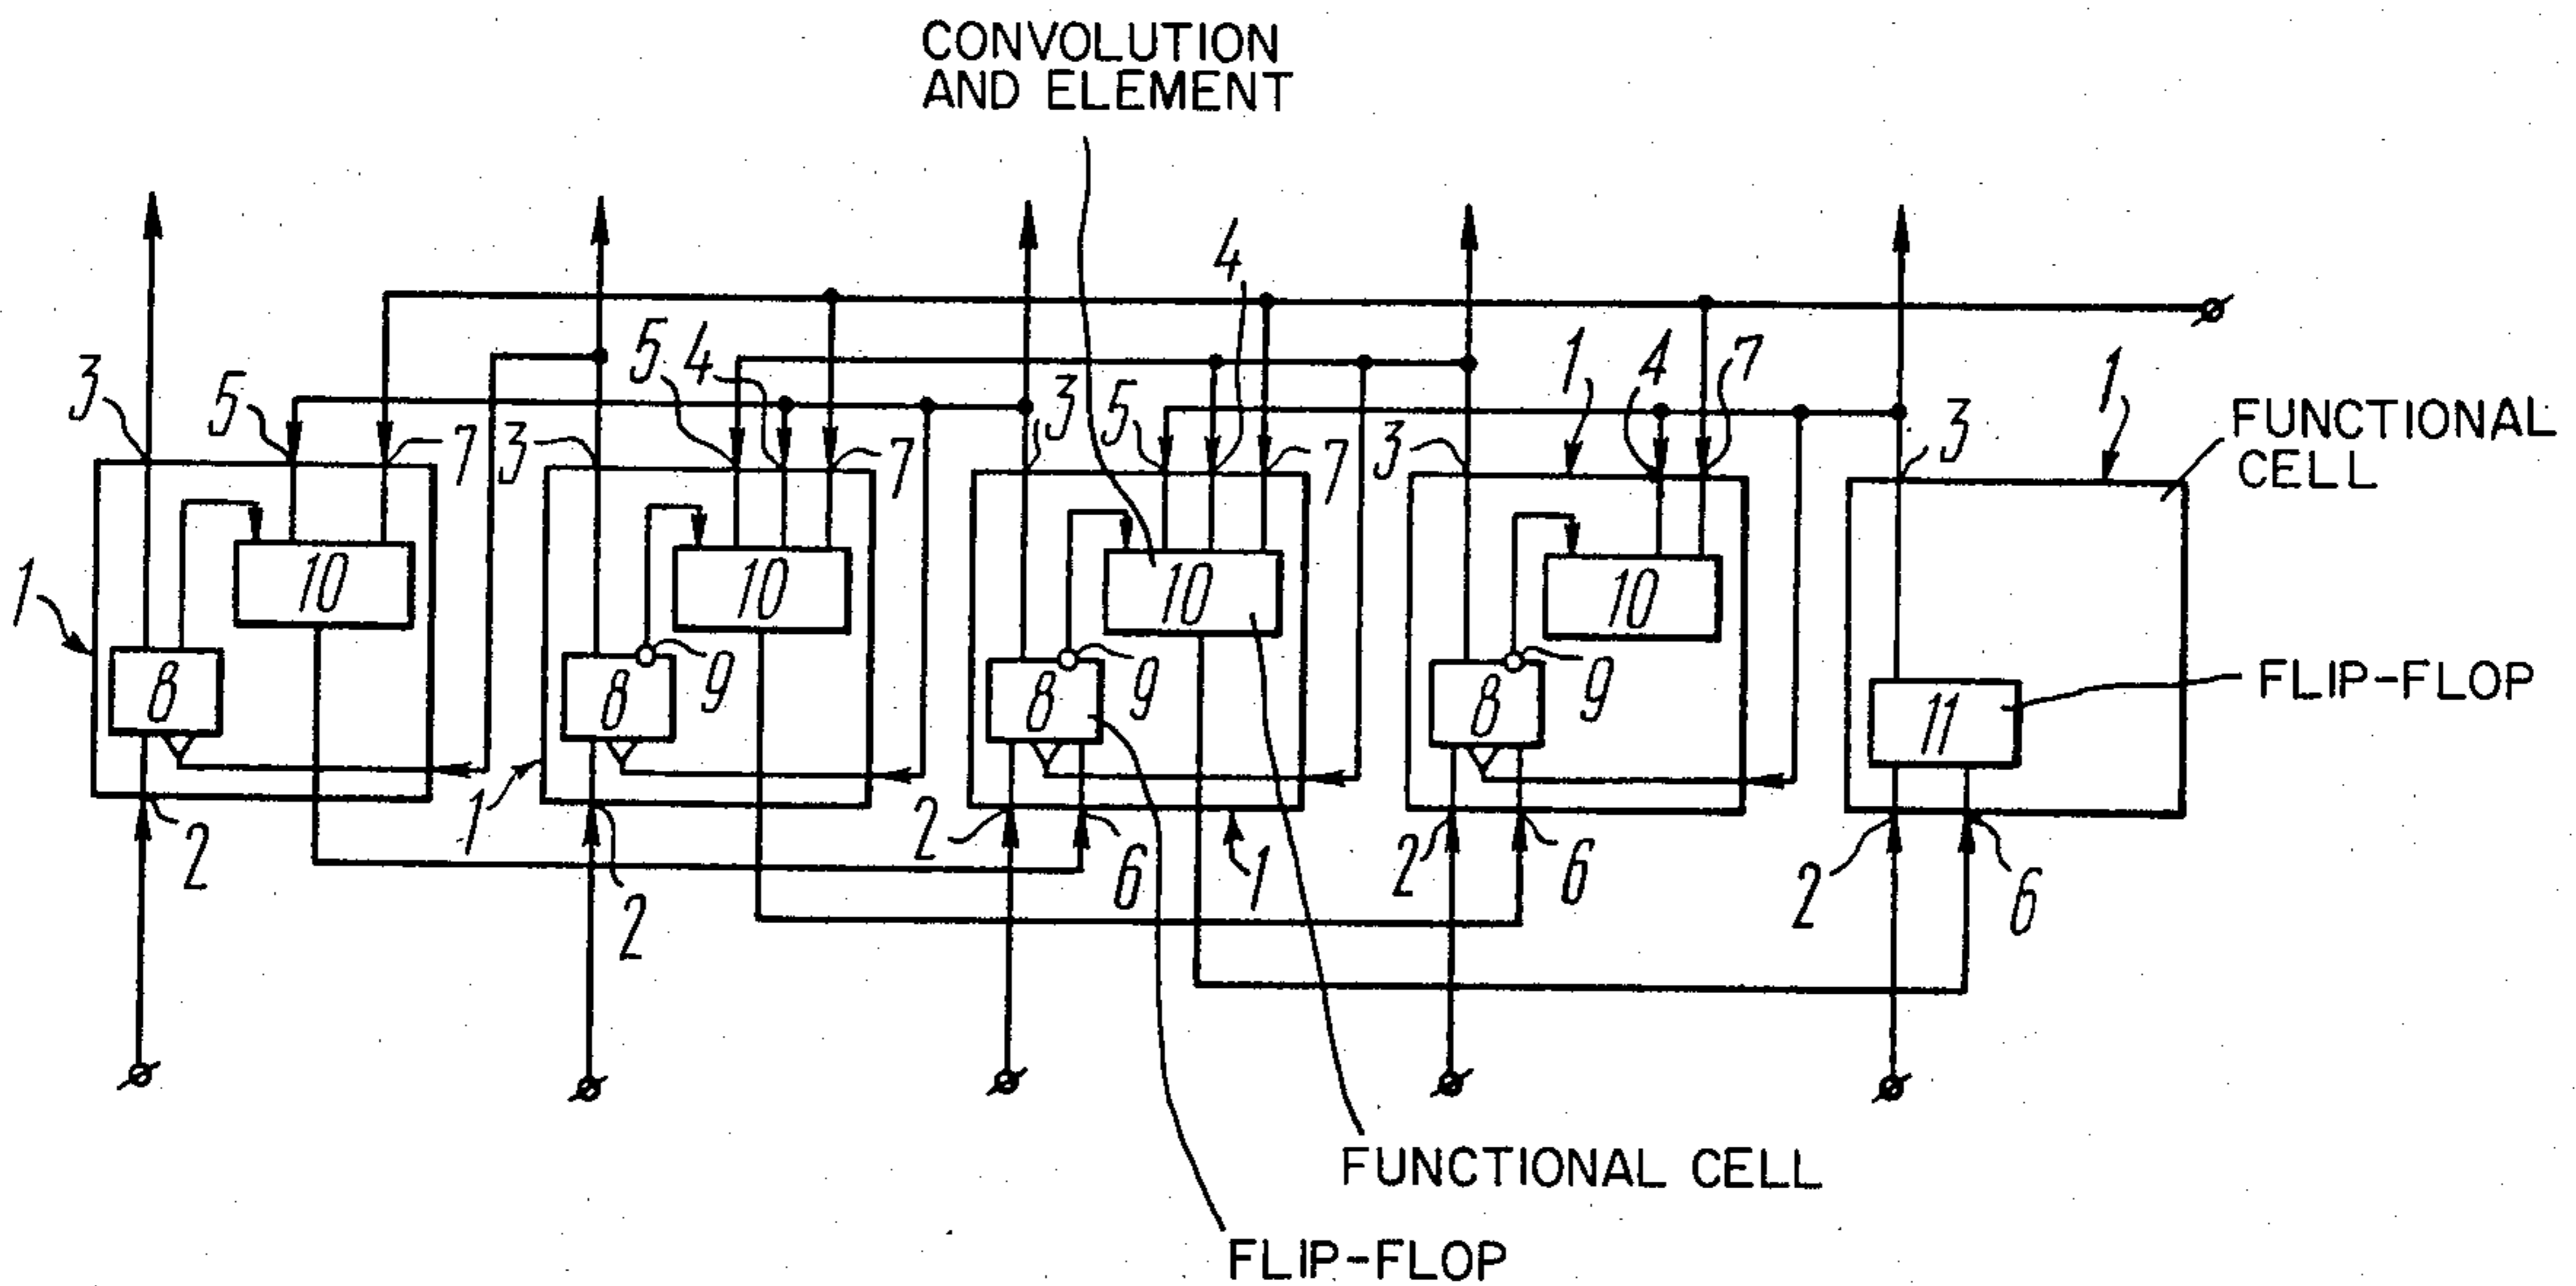 CONVOLUTION
AND ELEMENT
4
3 5 5 4 3 5 1 4 7 1
FUNCTIONAL
CELL
7 3 7 7 3 3
10 10 10 10
1
8 8 9 8 9 8 9 11
FLIP-FLOP
1
2 2 2 6 1 2 6 2 6
FUNCTIONAL CELL
FLIP-FLOP